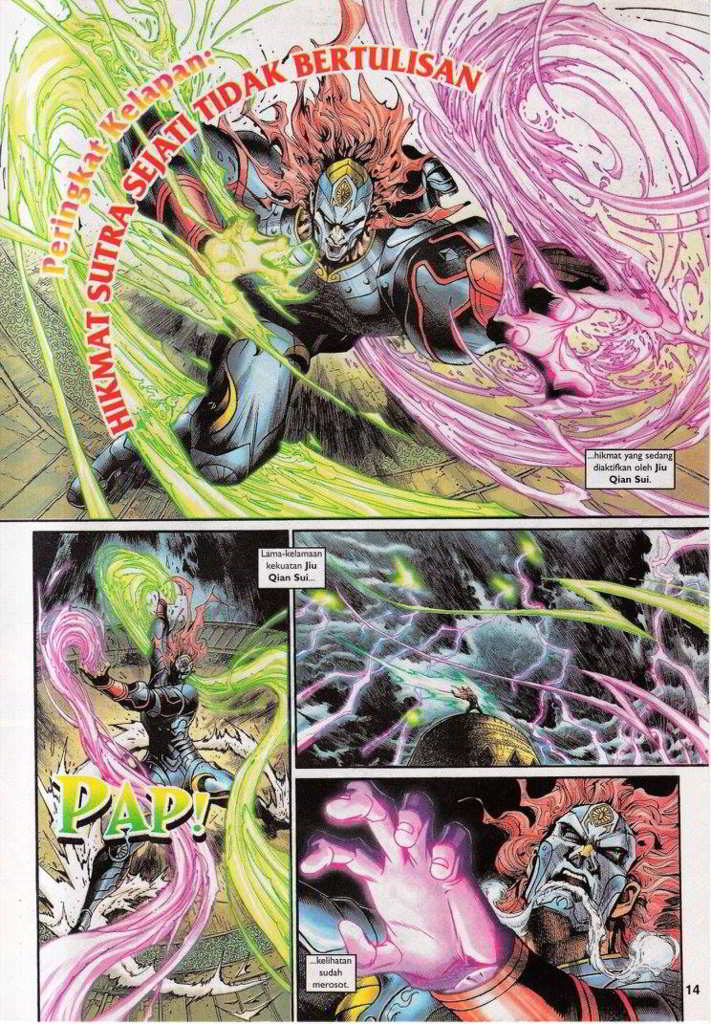 Peringkat Kelapan:
HIKMAT SUTRA SEJATI TIDAK BERTULISAN
...hikmat yang sedang
diaktifkan oleh Jiu
Qian Sui.
Lama-kelamaan
kekuatan Jiu
Qian Sui...
PAP!
...kelihatan
sudah
merosot.
14